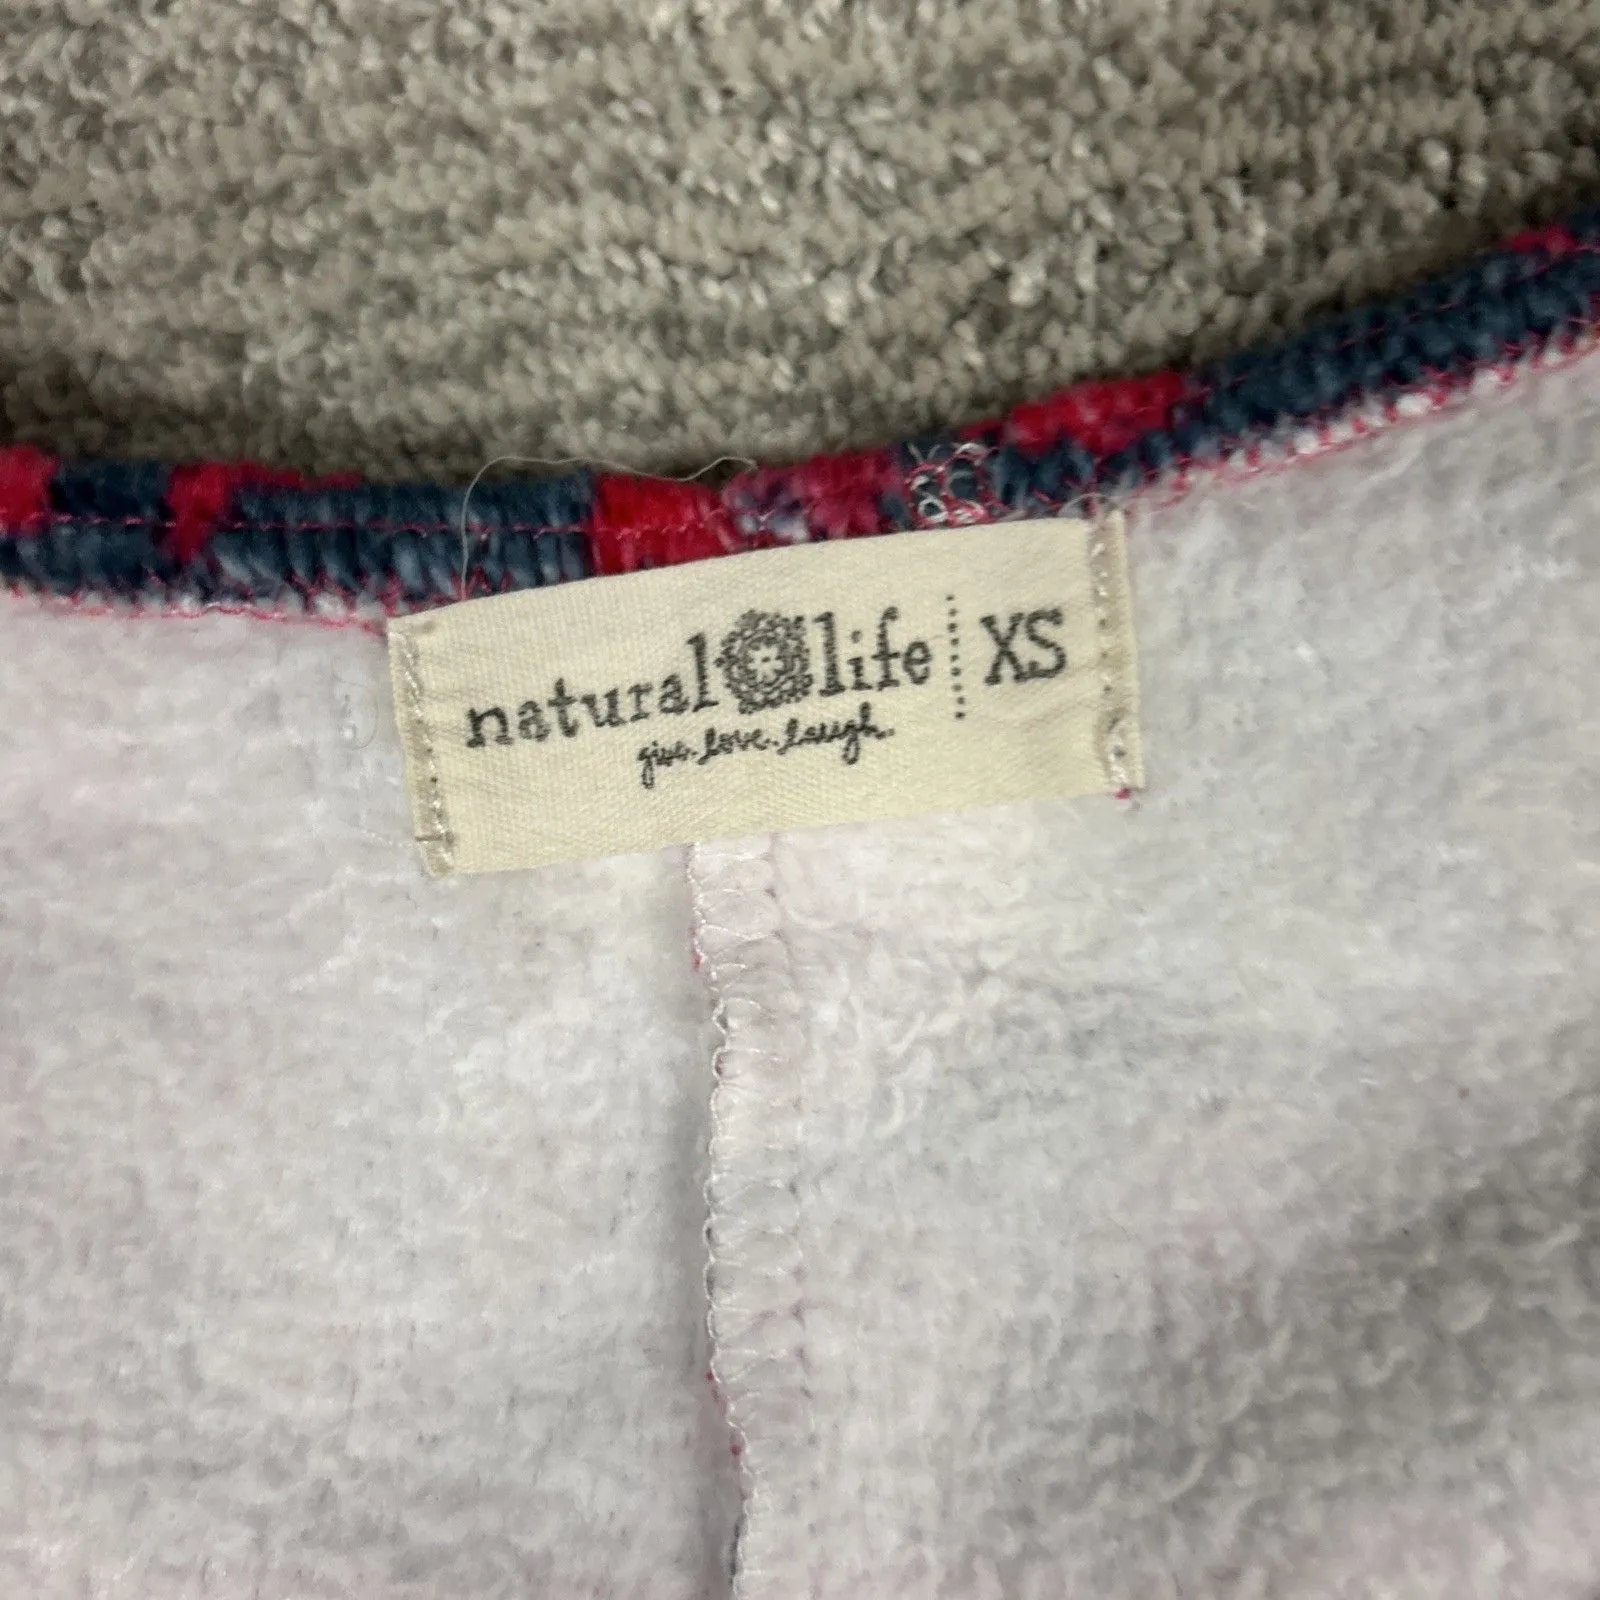 natural life XS
give. love. laugh.